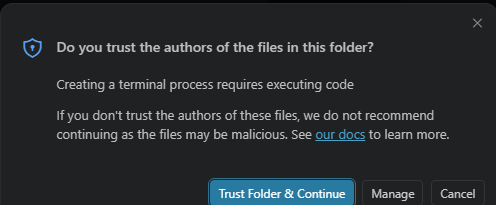 Do you trust the authors of the files in this folder?
Creating a terminal process requires executing code
If you don't trust the authors of these files, we do not recommend
continuing as the files may be malicious. See our docs to learn more.
Trust Folder & Continue Manage Cancel